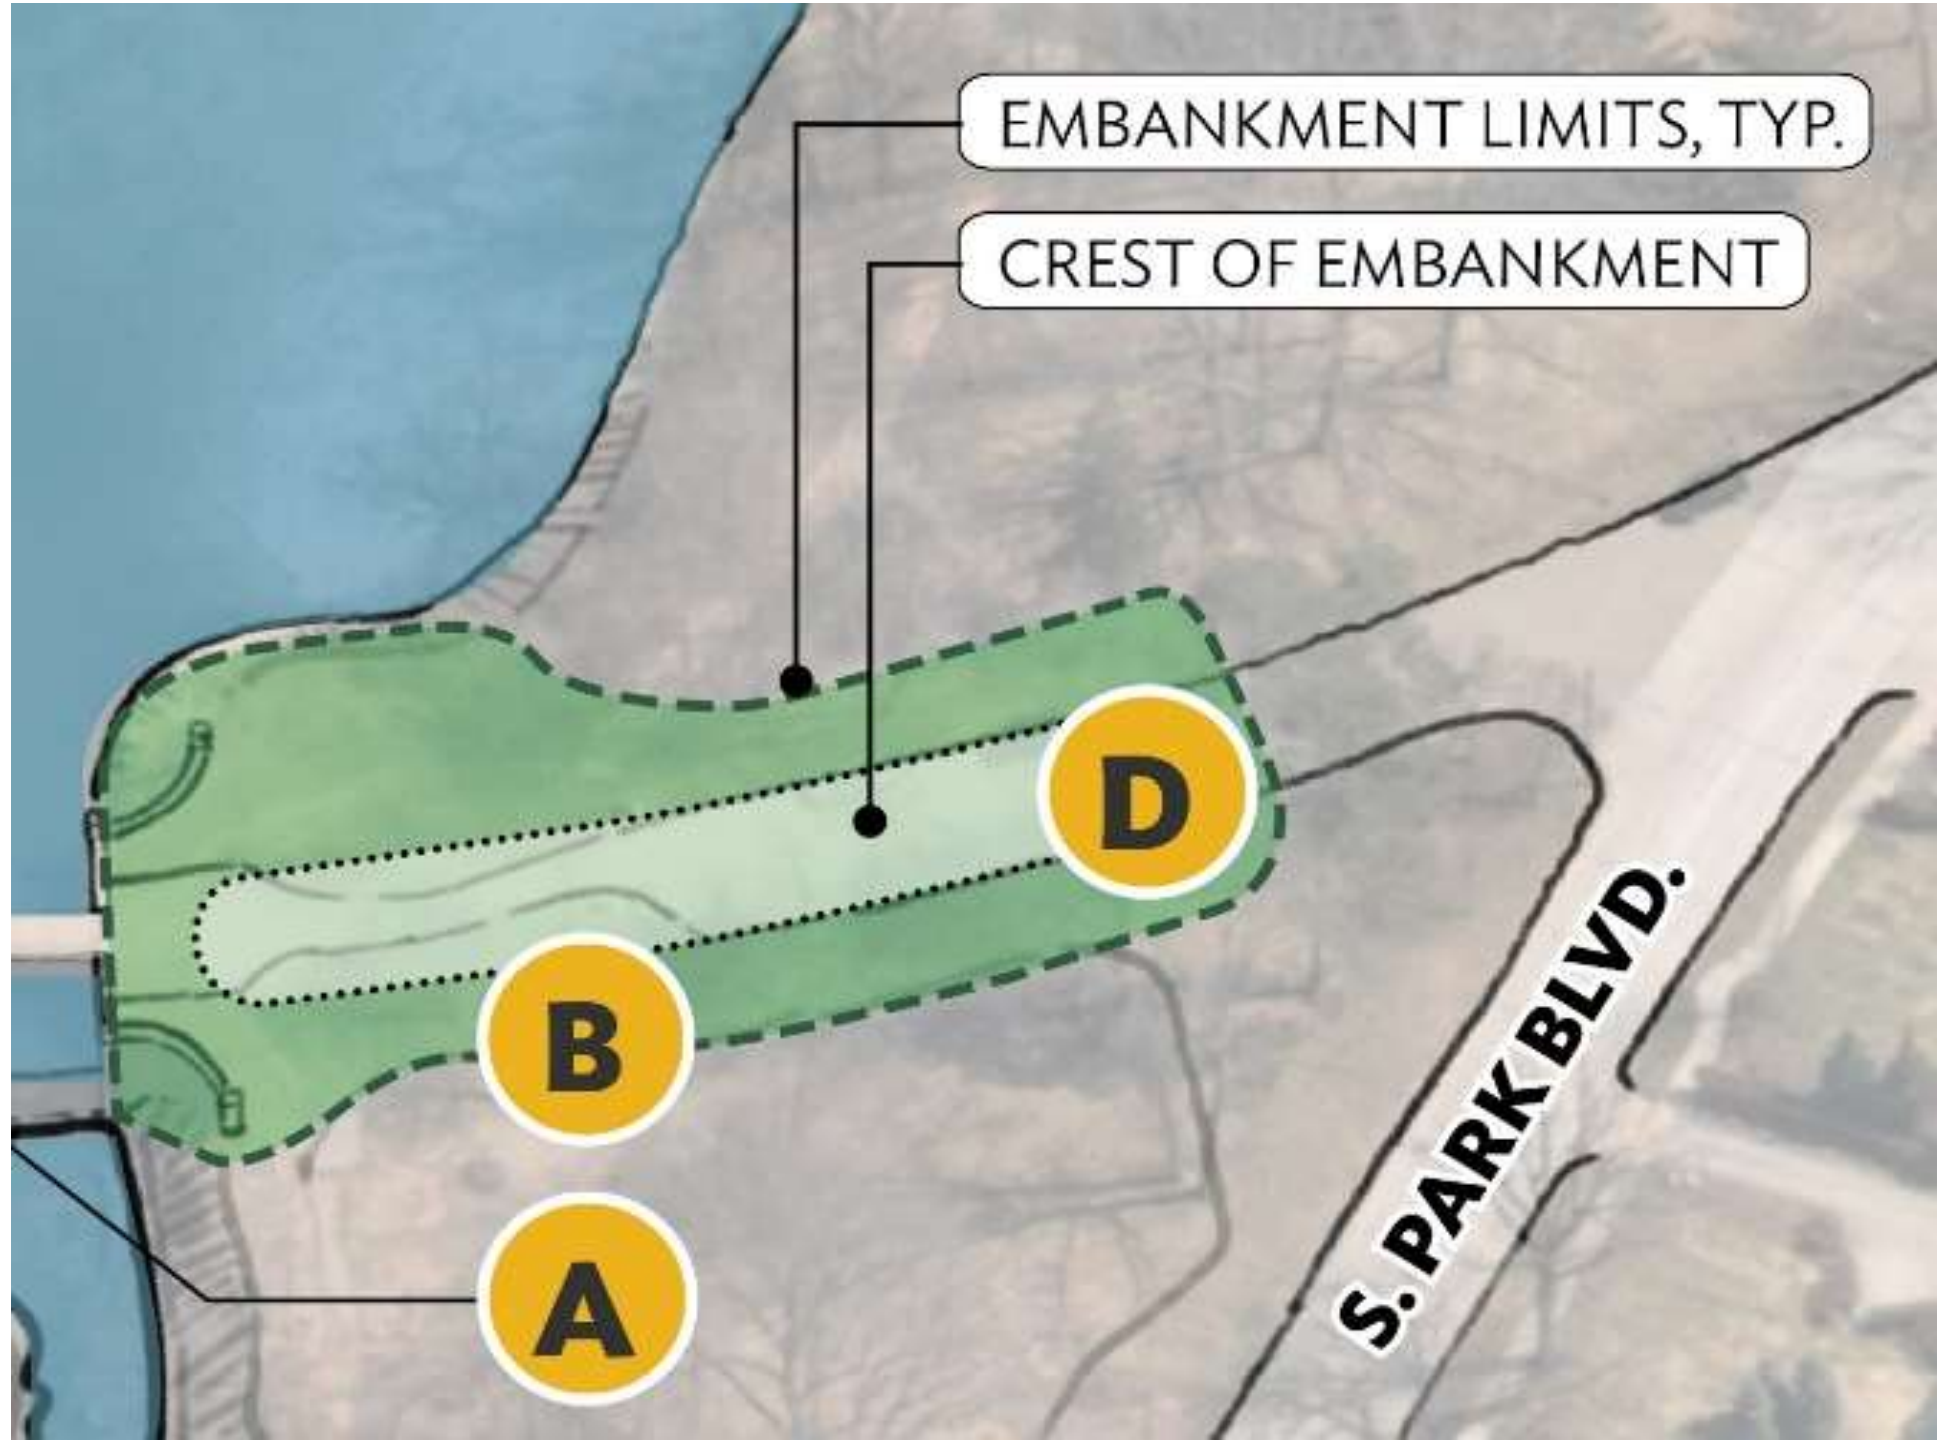 EMBANKMENT LIMITS, TYP.
CREST OF EMBANKMENT
D
B
A
S. PARK BLVD.